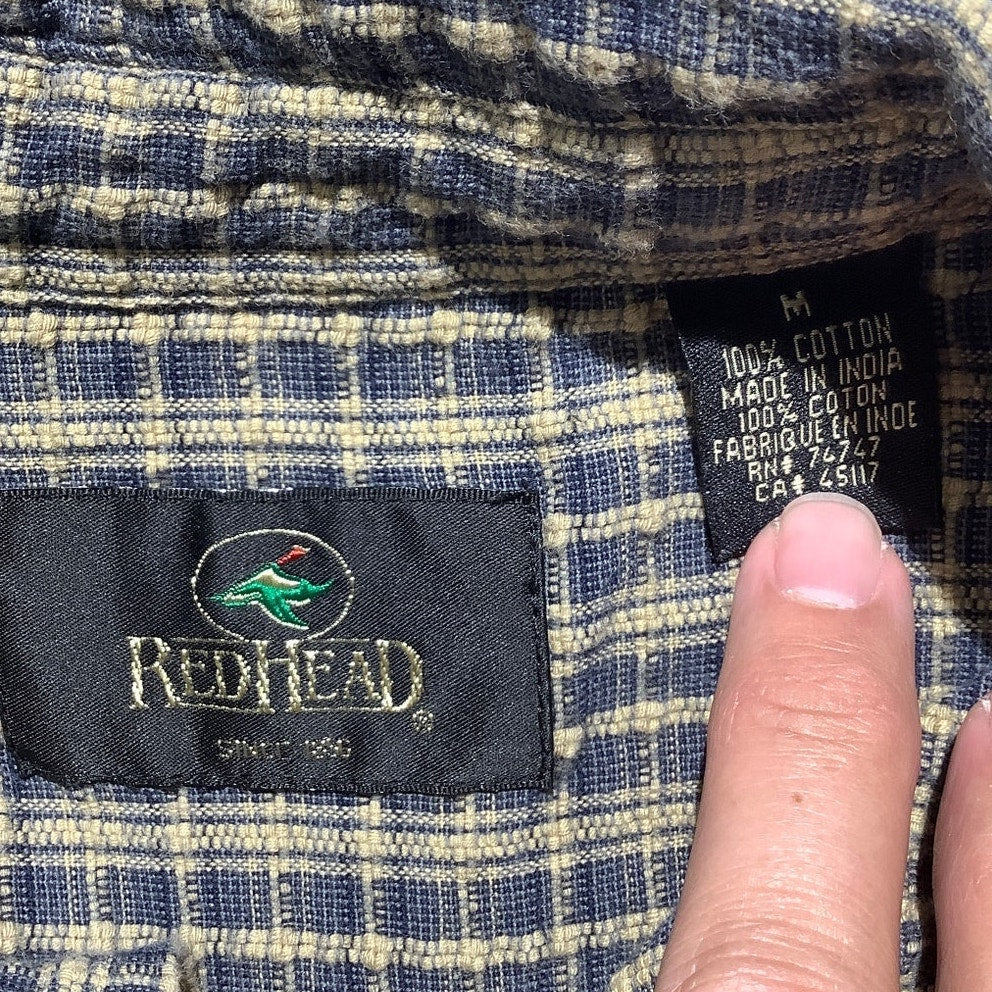 M
100% COTTON
MADE IN INDIA
100% COTON
FABRIQUE EN INDE
RN# 74747
CA# 45117
REDHEAD®
SINCE 1856